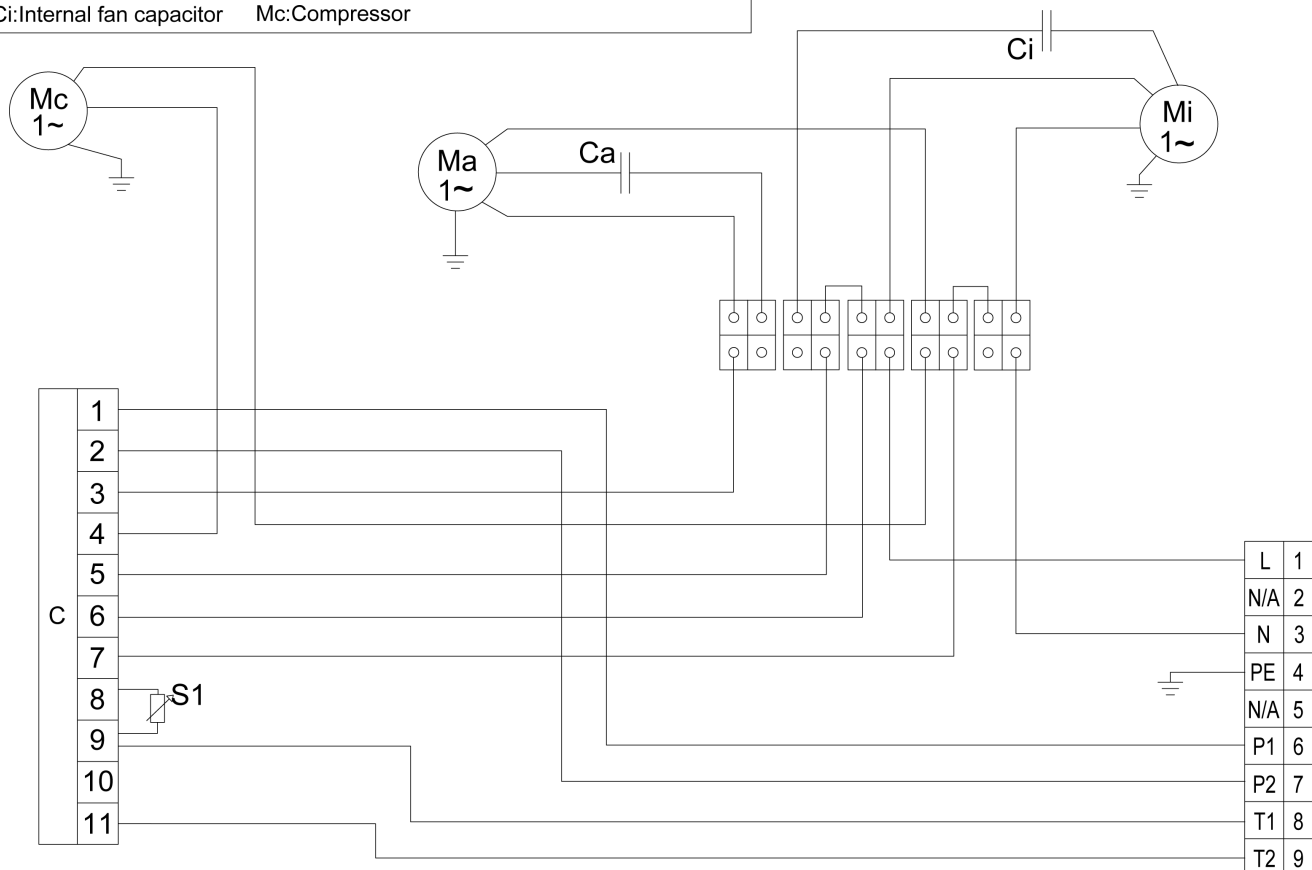 Ci:Internal fan capacitor Mc:Compressor
Ci
Mc
1~
Mi
1~
Ma
1~
Ca
C
1
2
3
4
5
6
7
8
9
10
11
S1
L 1
N/A 2
N 3
PE 4
N/A 5
P1 6
P2 7
T1 8
T2 9